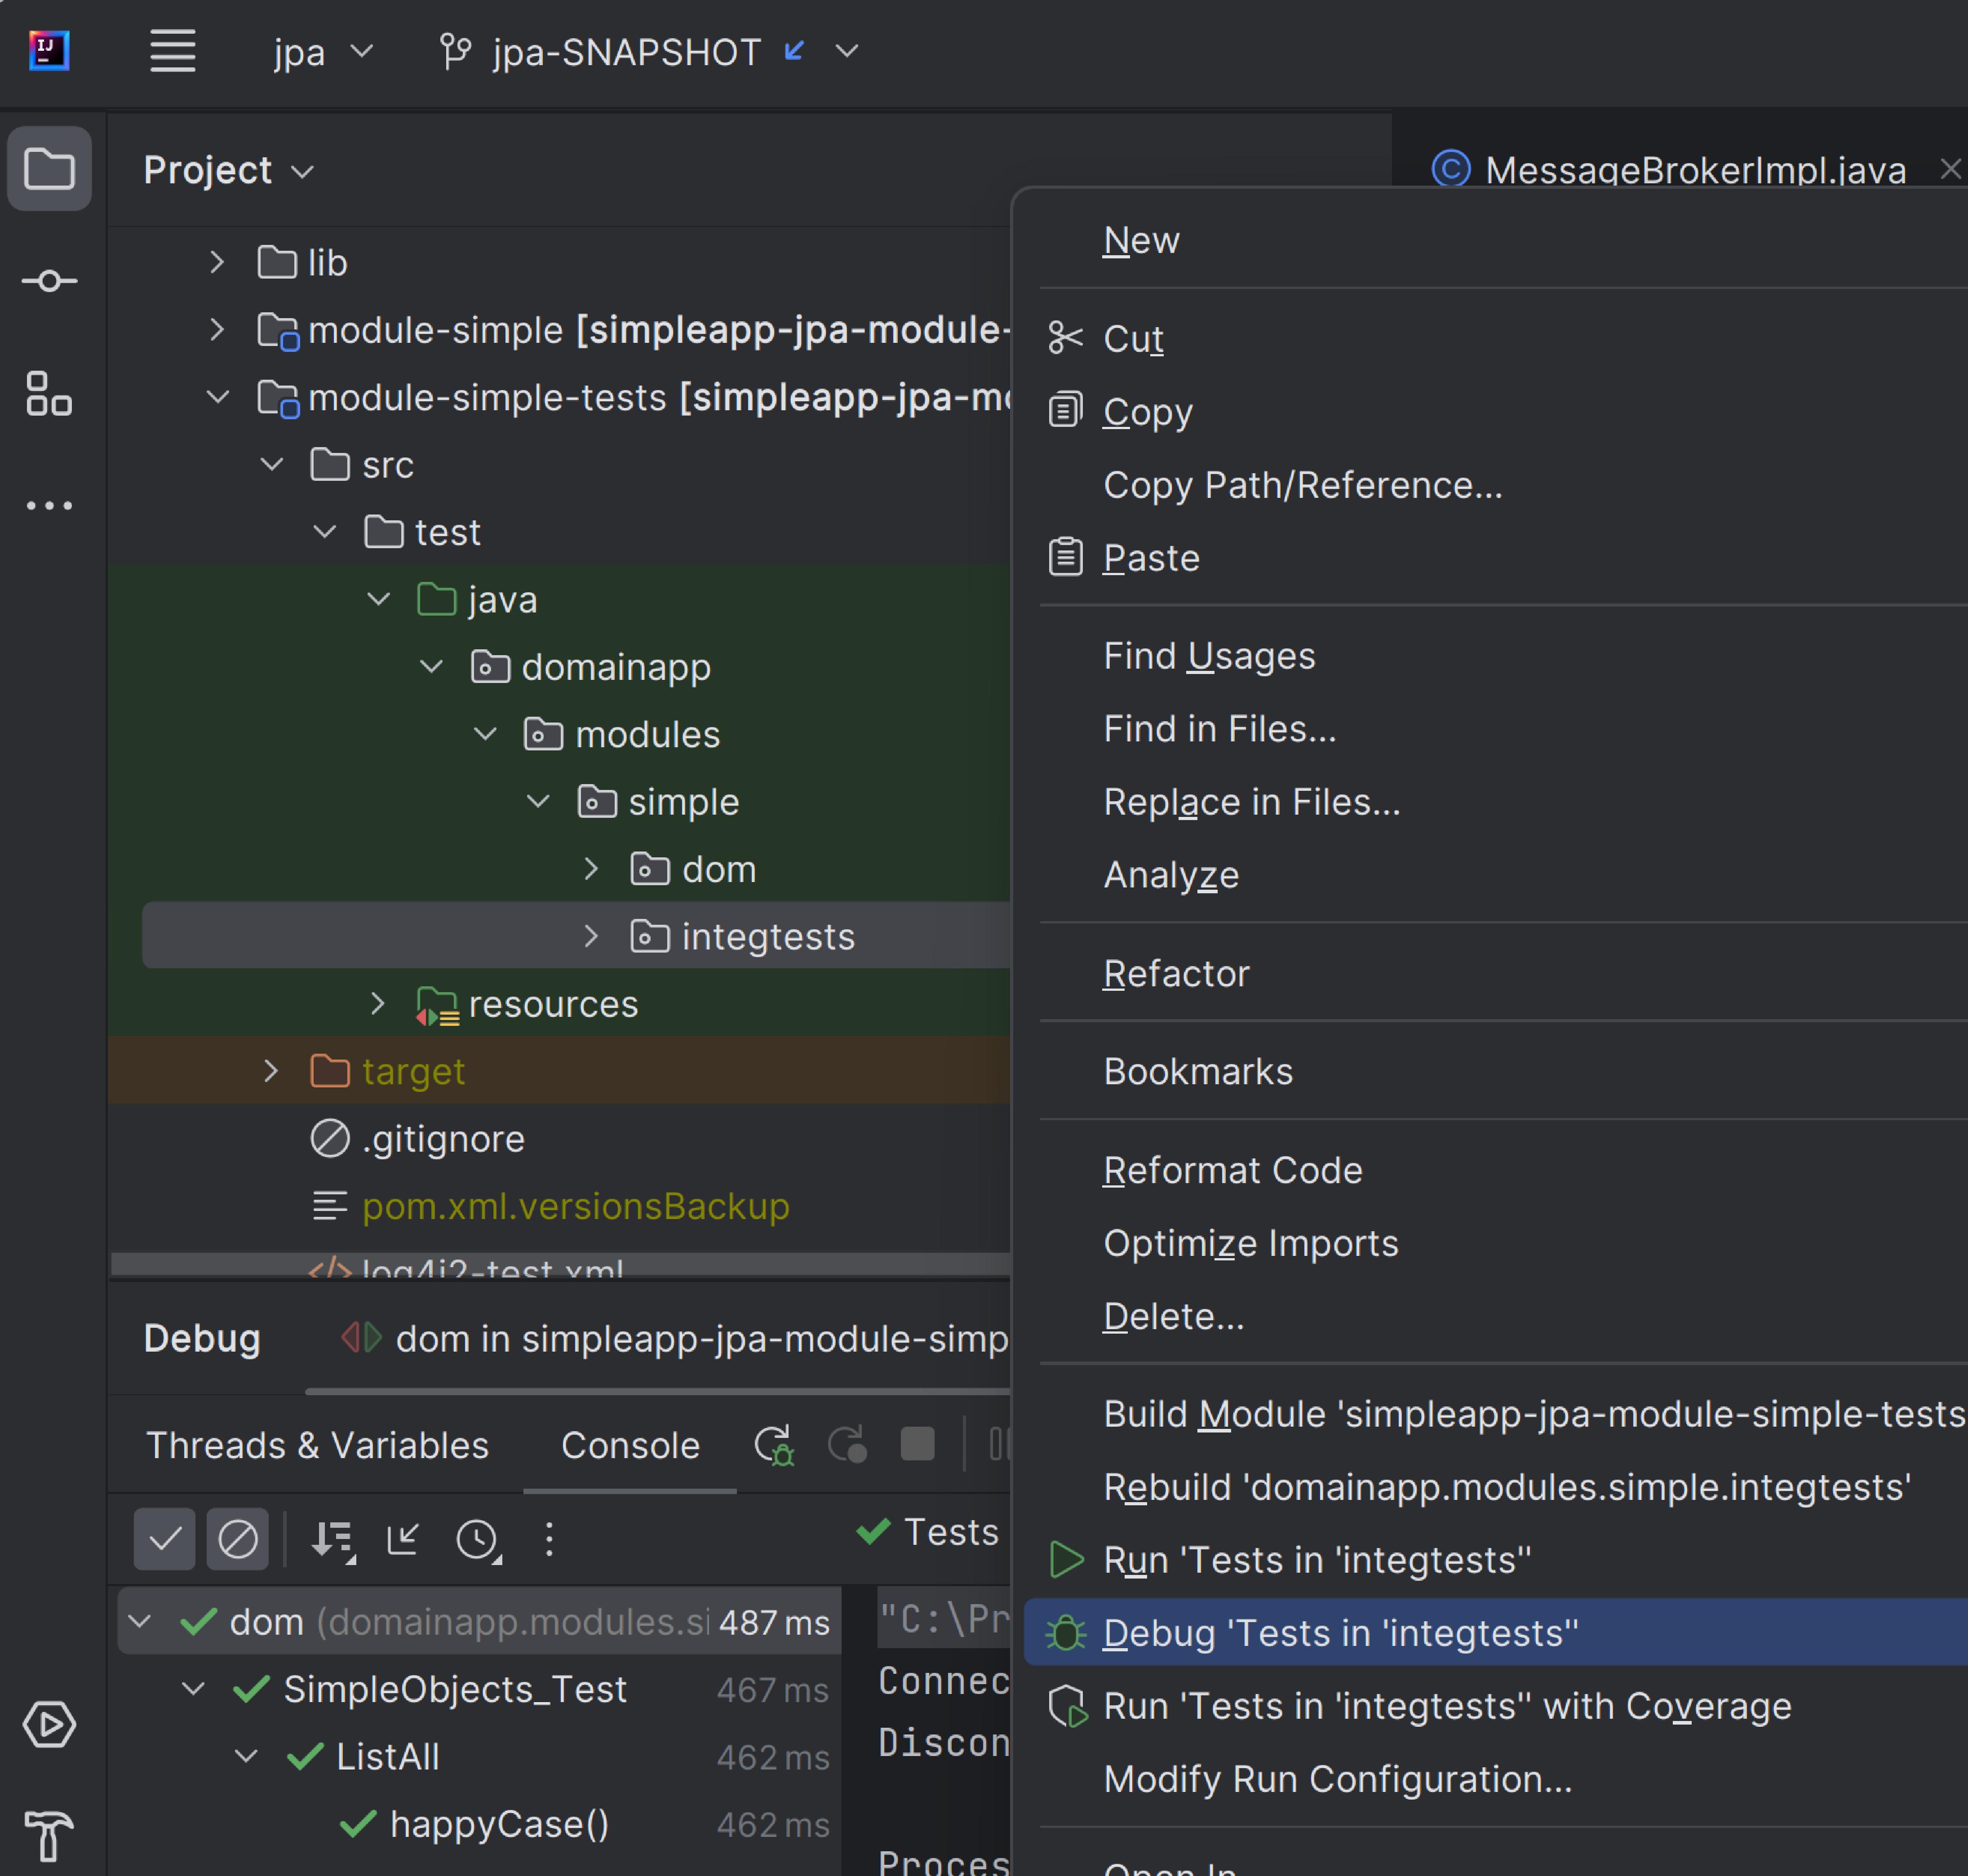 IJ
jpa
jpa-SNAPSHOT
Project
MessageBrokerImpl.java
lib
module-simple [simpleapp-jpa-module-
module-simple-tests [simpleapp-jpa-mo
src
test
java
domainapp
modules
simple
dom
integtests
resources
target
.gitignore
pom.xml.versionsBackup
log4j2-test.xml
New
Cut
Copy
Copy Path/Reference...
Paste
Find Usages
Find in Files...
Replace in Files...
Analyze
Refactor
Bookmarks
Reformat Code
Optimize Imports
Delete...
Build Module 'simpleapp-jpa-module-simple-tests
Rebuild 'domainapp.modules.simple.integtests'
Run 'Tests in 'integtests''
Debug 'Tests in 'integtests''
Run 'Tests in 'integtests'' with Coverage
Modify Run Configuration...
Open In
Debug
dom in simpleapp-jpa-module-simp
Threads & Variables
Console
Tests
dom (domainapp.modules.si 487 ms
SimpleObjects_Test 467 ms
ListAll 462 ms
happyCase() 462 ms
"C:\Pr
Connec
Discon
Proces